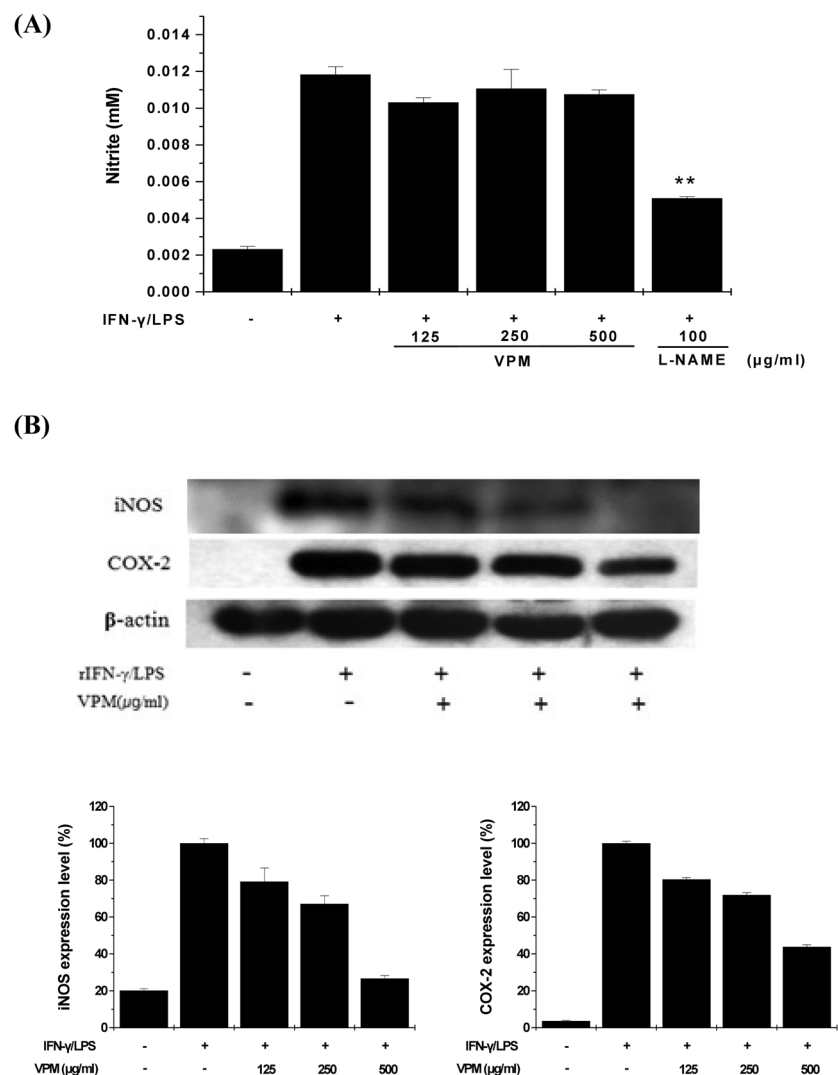 (A)
0.014
0.012
0.010
0.008
0.006
0.004
0.002
0.000
Nitrite (mM)
**
IFN-γ/LPS - + + + + +
125 250 500 100
VPM L-NAME (μg/ml)
(B)
iNOS
COX-2
β-actin
rIFN-γ/LPS - + + + +
VPM(μg/ml) - - + + +
120
100
80
60
40
20
0
iNOS expression level (%)
IFN-γ/LPS - + + + +
VPM (μg/ml) - - 125 250 500
120
100
80
60
40
20
0
COX-2 expression level (%)
IFN-γ/LPS - + + + +
VPM (μg/ml) - - 125 250 500